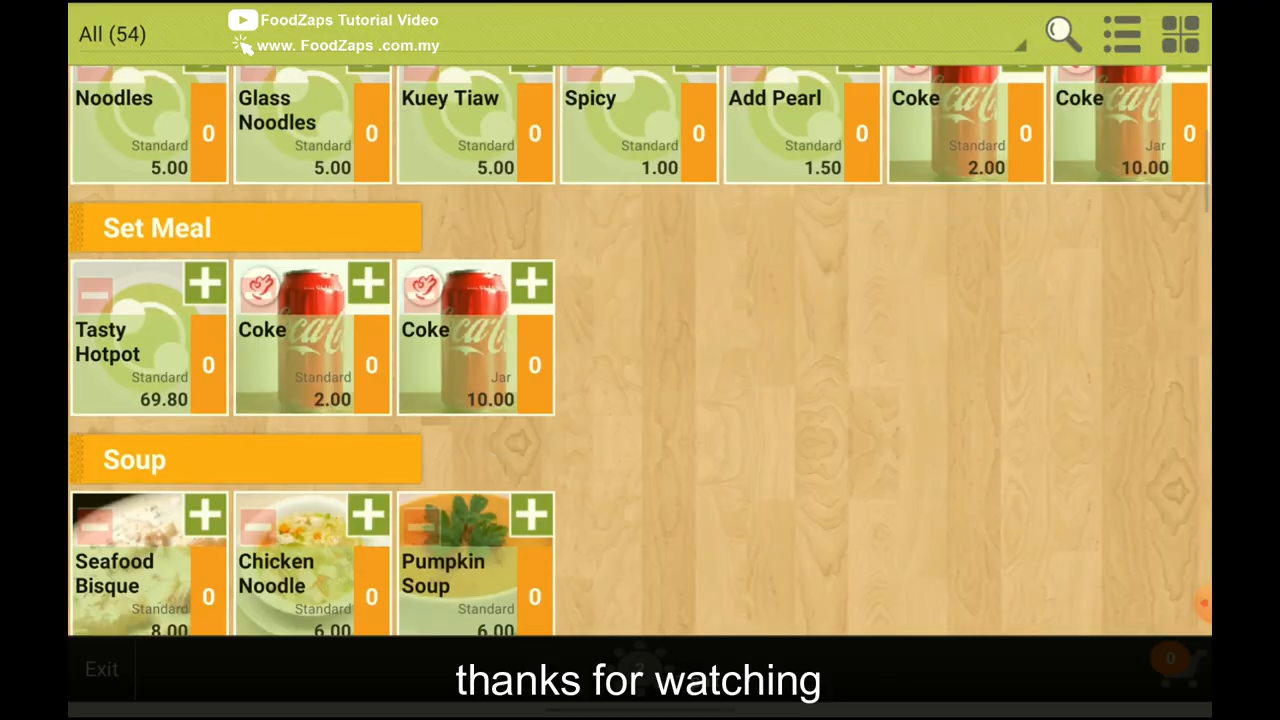 All (54)
FoodZaps Tutorial Video
www. FoodZaps .com.my
Noodles
Standard
5.00
0
Glass
Noodles
Standard
5.00
0
Kuey Tiaw
Standard
5.00
0
Spicy
Standard
1.00
0
Add Pearl
Standard
1.50
0
Coke
Standard
2.00
0
Coke
Jar
10.00
0
Set Meal
Tasty
Hotpot
Standard
69.80
0
Coke
Standard
2.00
0
Coke
Jar
10.00
0
Soup
Seafood
Bisque
Standard
8.00
0
Chicken
Noodle
Standard
6.00
0
Pumpkin
Soup
Standard
6.00
0
Exit
0
thanks for watching